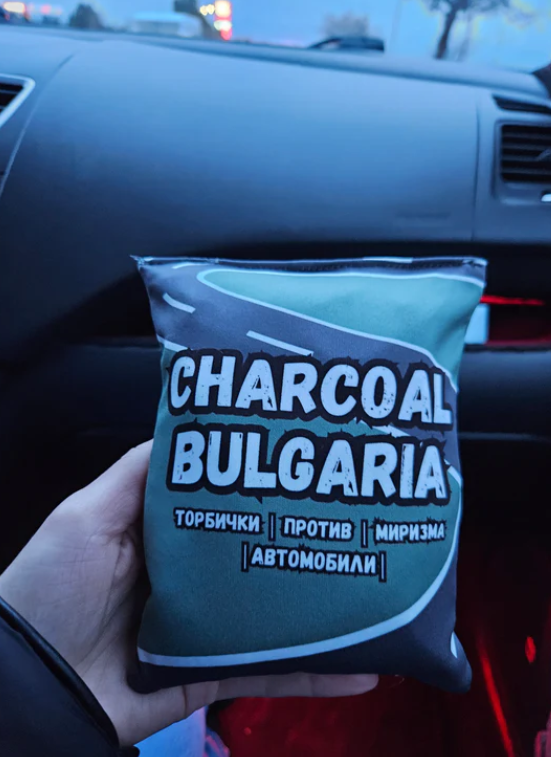 CHARCOAL
BULGARIA
ТОРБИЧКИ | ПРОТИВ | МИРИЗМА
|АВТОМОБИЛИ|